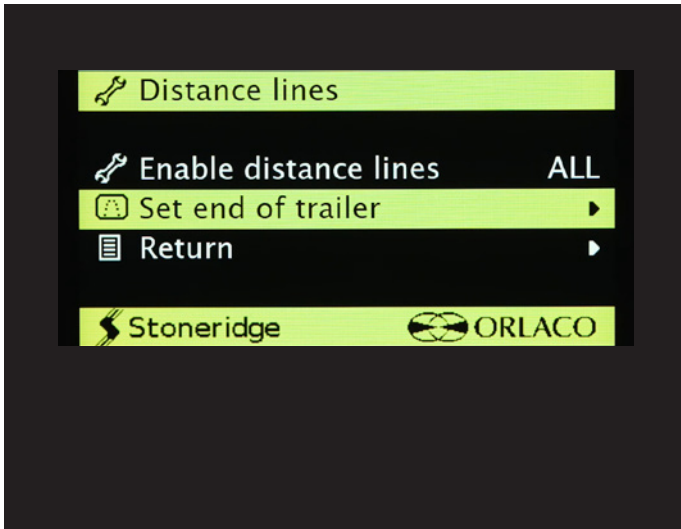 Distance lines
Enable distance lines ALL
Set end of trailer
Return
Stoneridge ORLACO